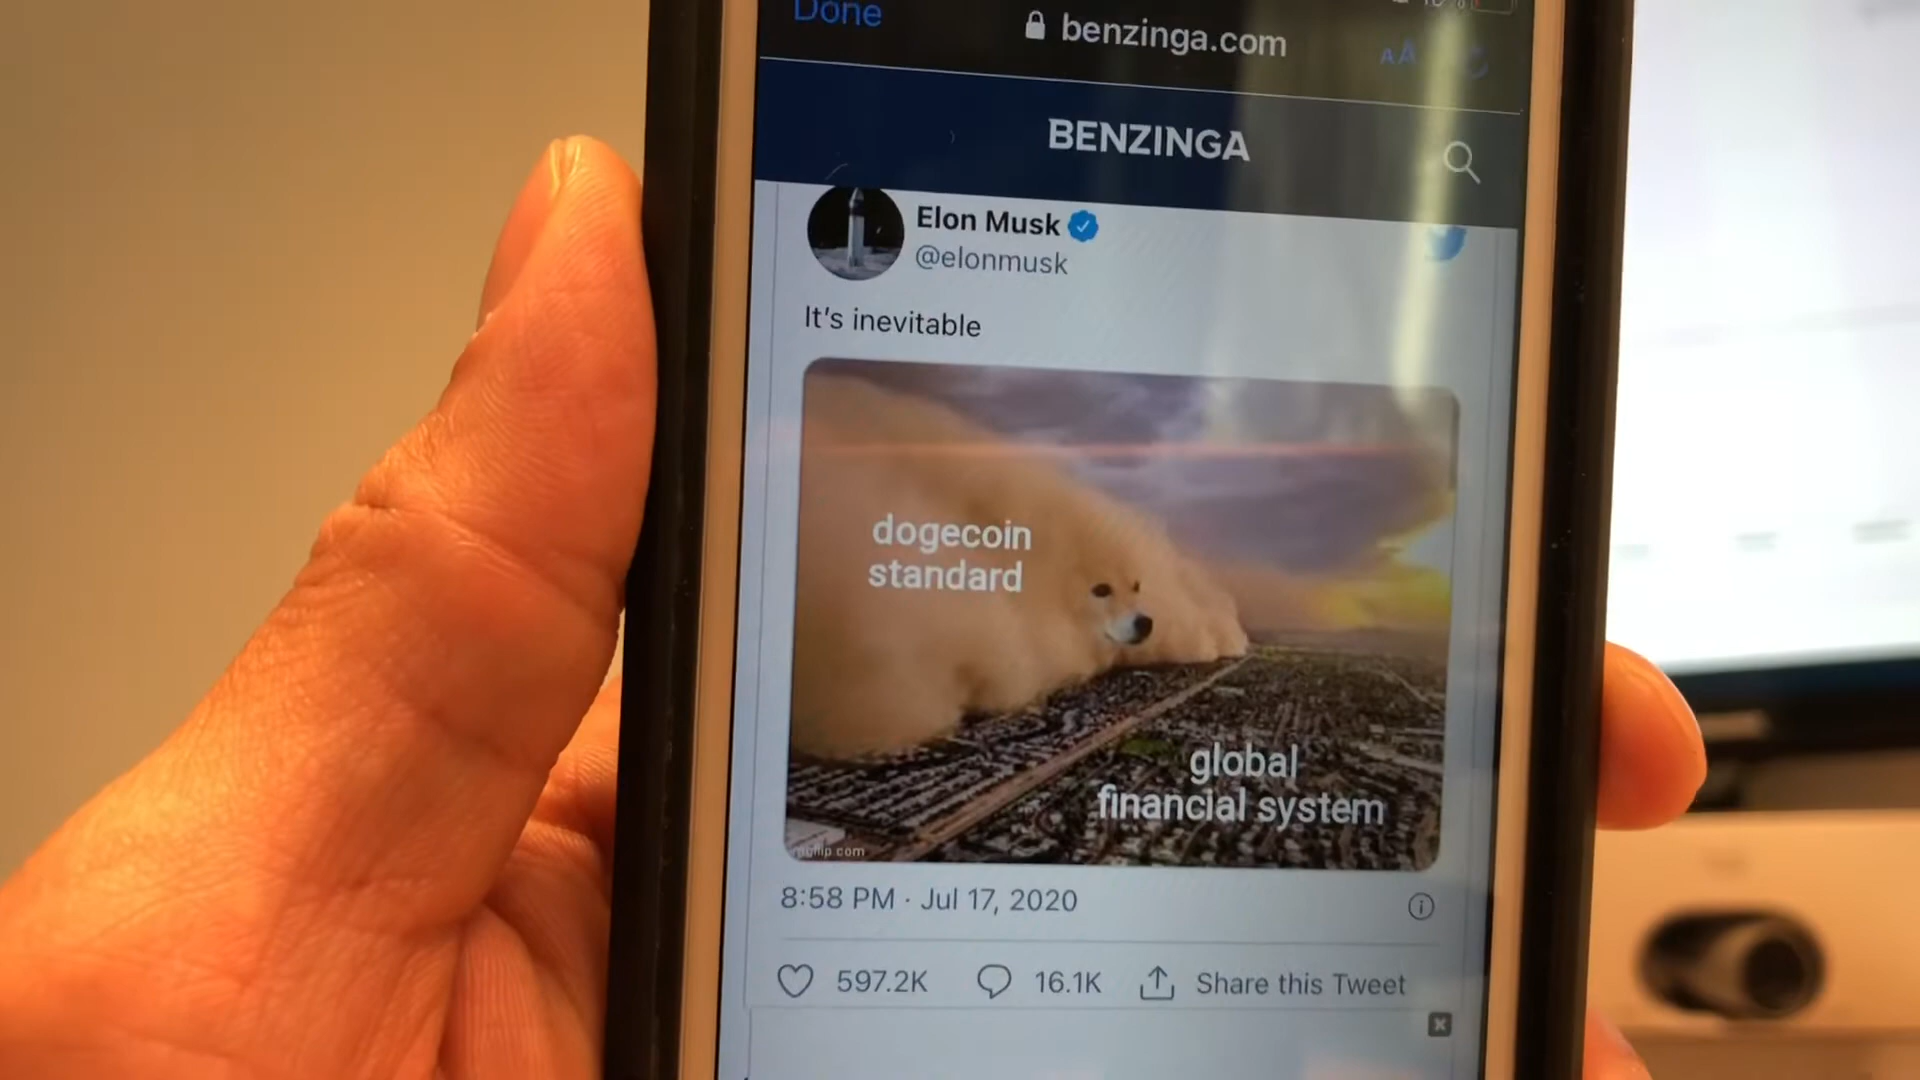 Done
benzinga.com
AA
BENZINGA
Elon Musk
@elonmusk
It's inevitable
dogecoin
standard
global
financial system
8:58 PM · Jul 17, 2020
597.2K 16.1K Share this Tweet